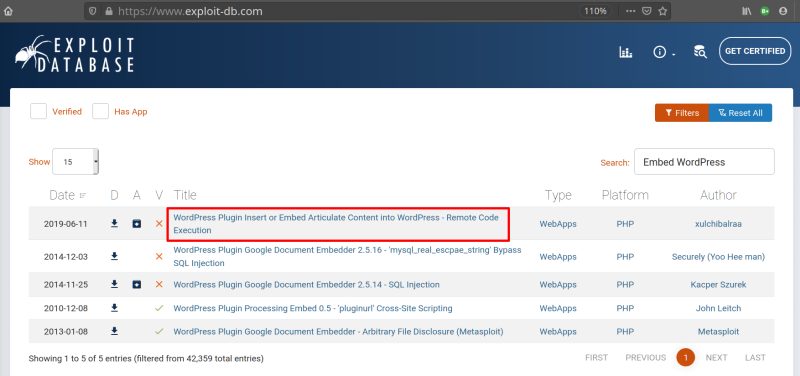 https://www.exploit-db.com 110%
EXPLOIT
DATABASE
GET CERTIFIED
Verified Has App
Filters Reset All
Show 15 Search: Embed WordPress
Date D A V Title Type Platform Author
2019-06-11 WordPress Plugin Insert or Embed Articulate Content into WordPress - Remote Code Execution WebApps PHP xulchibalraa
2014-12-03 WordPress Plugin Google Document Embedder 2.5.16 - 'mysql_real_escpae_string' Bypass SQL Injection WebApps PHP Securely (Yoo Hee man)
2014-11-25 WordPress Plugin Google Document Embedder 2.5.14 - SQL Injection WebApps PHP Kacper Szurek
2010-12-08 WordPress Plugin Processing Embed 0.5 - 'pluginurl' Cross-Site Scripting WebApps PHP John Leitch
2013-01-08 WordPress Plugin Google Document Embedder - Arbitrary File Disclosure (Metasploit) WebApps PHP Metasploit
Showing 1 to 5 of 5 entries (filtered from 42,359 total entries) FIRST PREVIOUS 1 NEXT LAST